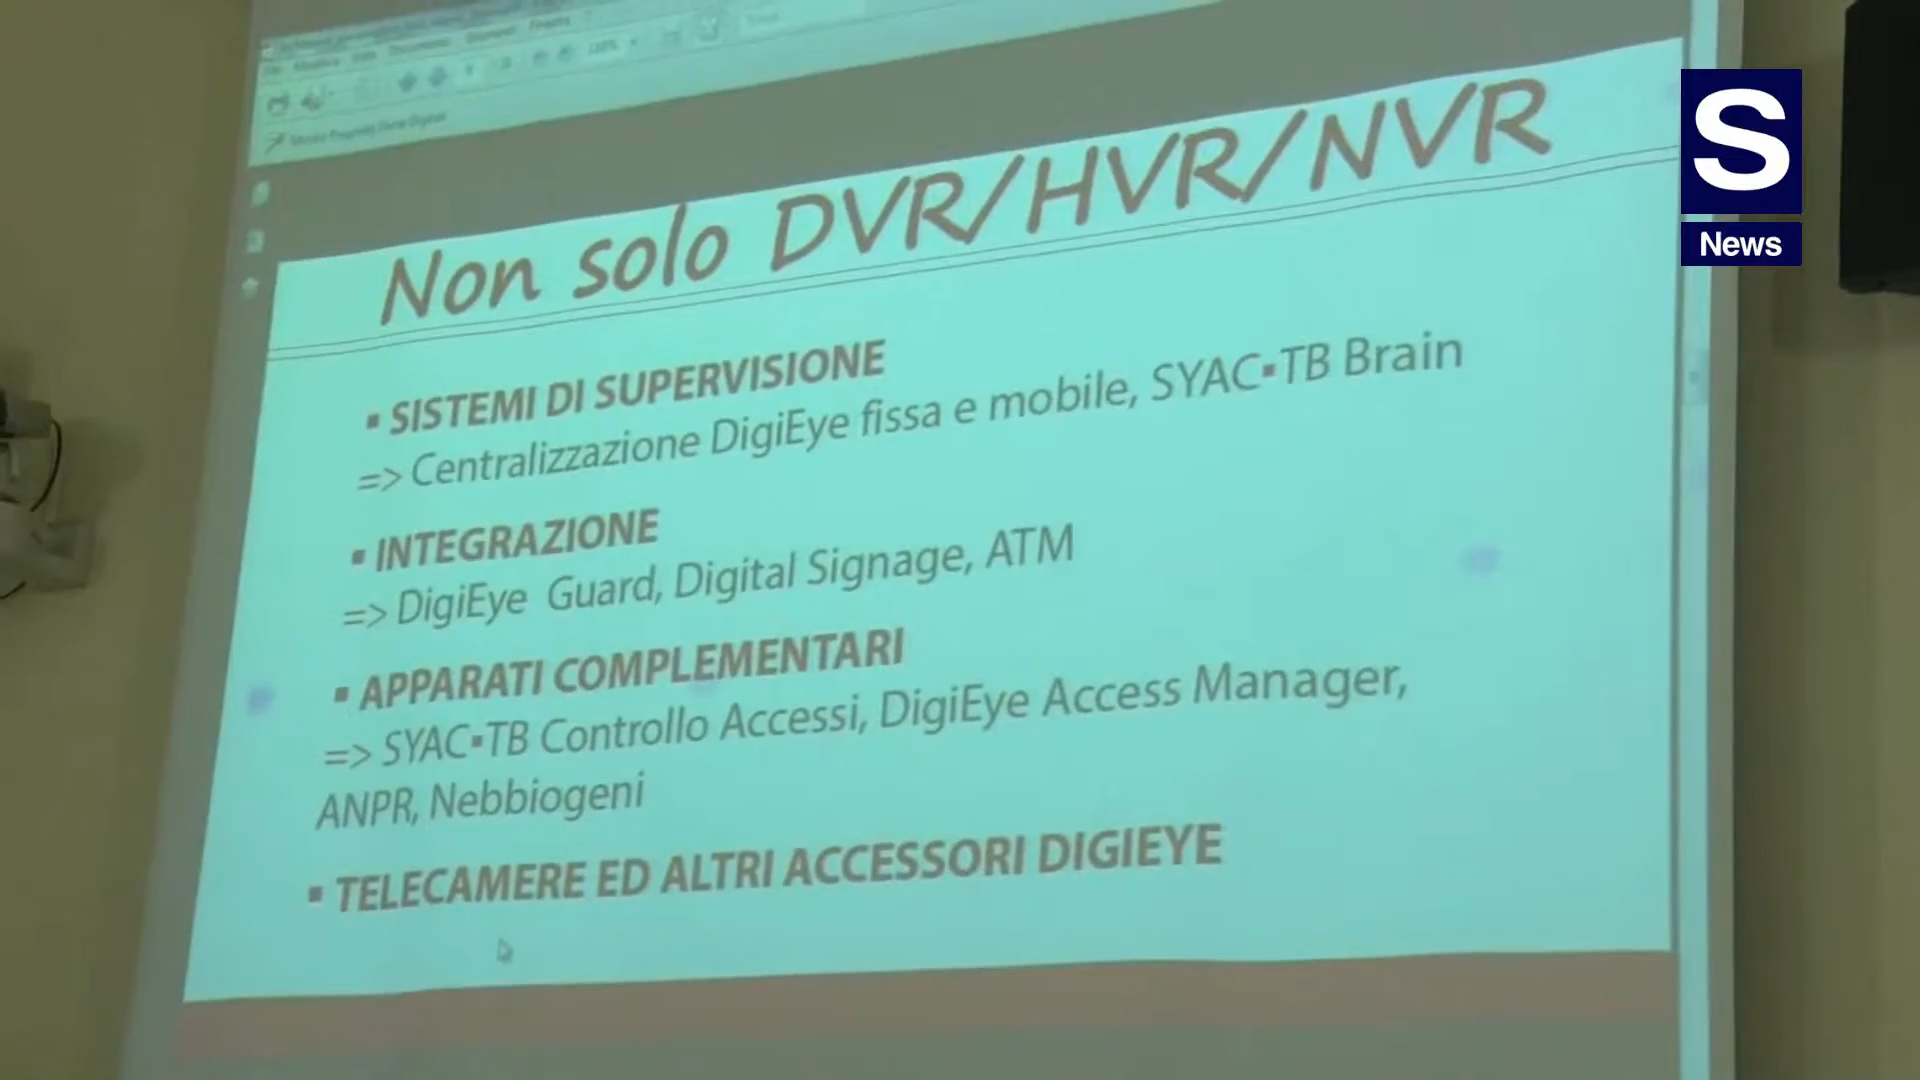 Non solo DVR/HVR/NVR
▪ SISTEMI DI SUPERVISIONE
=> Centralizzazione DigiEye fissa e mobile, SYAC▪TB Brain
▪ INTEGRAZIONE
=> DigiEye Guard, Digital Signage, ATM
▪ APPARATI COMPLEMENTARI
=> SYAC▪TB Controllo Accessi, DigiEye Access Manager,
ANPR, Nebbiogeni
▪ TELECAMERE ED ALTRI ACCESSORI DIGIEYE
S
News